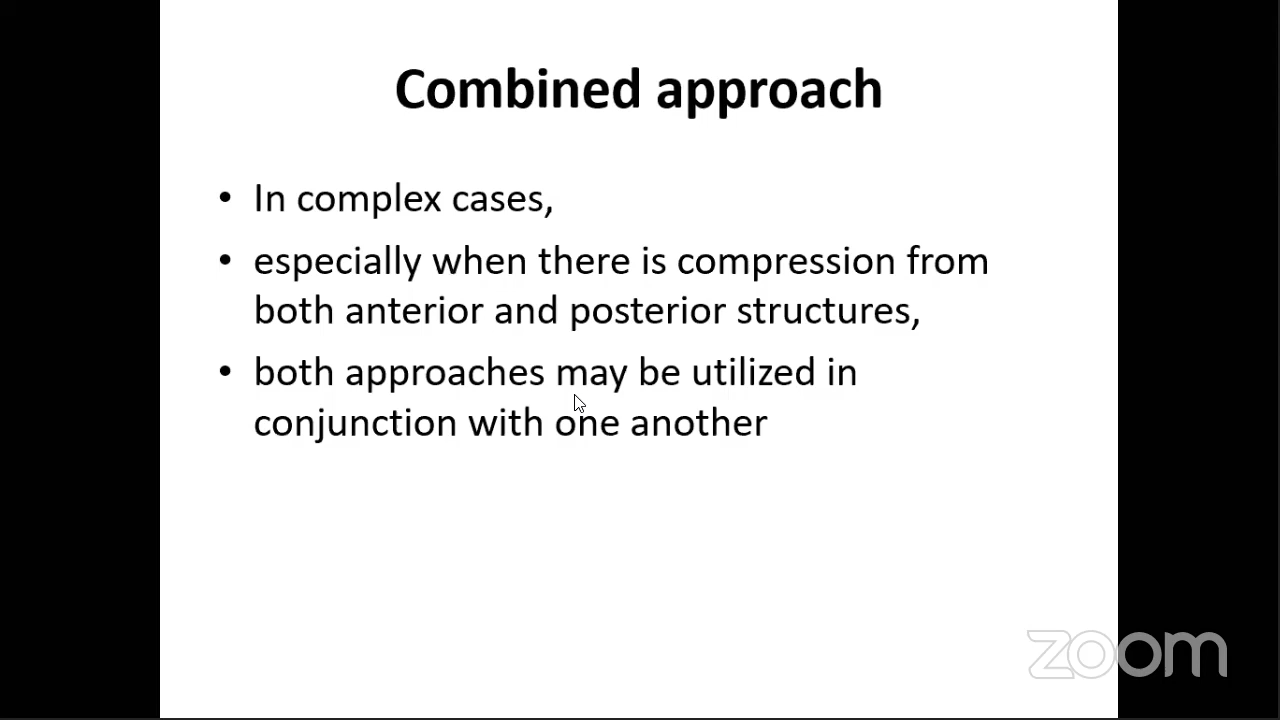 Combined approach
• In complex cases,
• especially when there is compression from
both anterior and posterior structures,
• both approaches may be utilized in
conjunction with one another
zoom